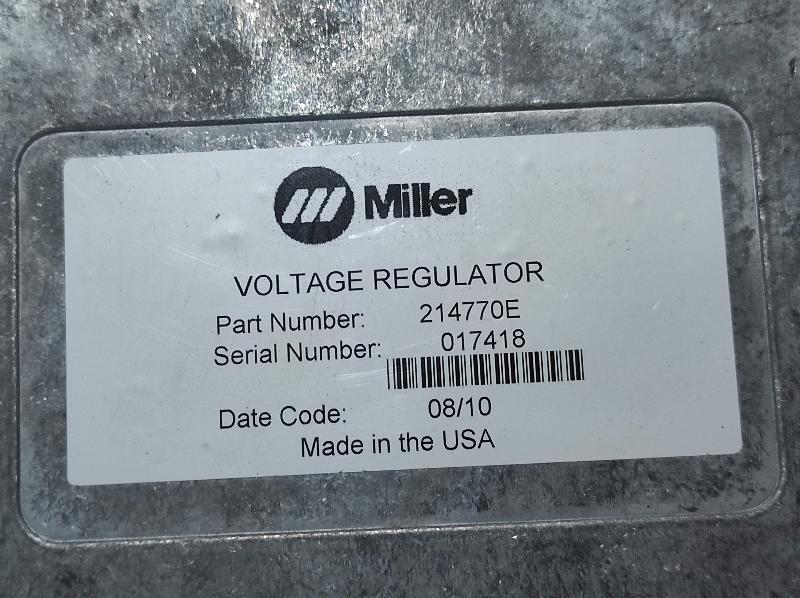 Miller
VOLTAGE REGULATOR
Part Number: 214770E
Serial Number: 017418
Date Code: 08/10
Made in the USA